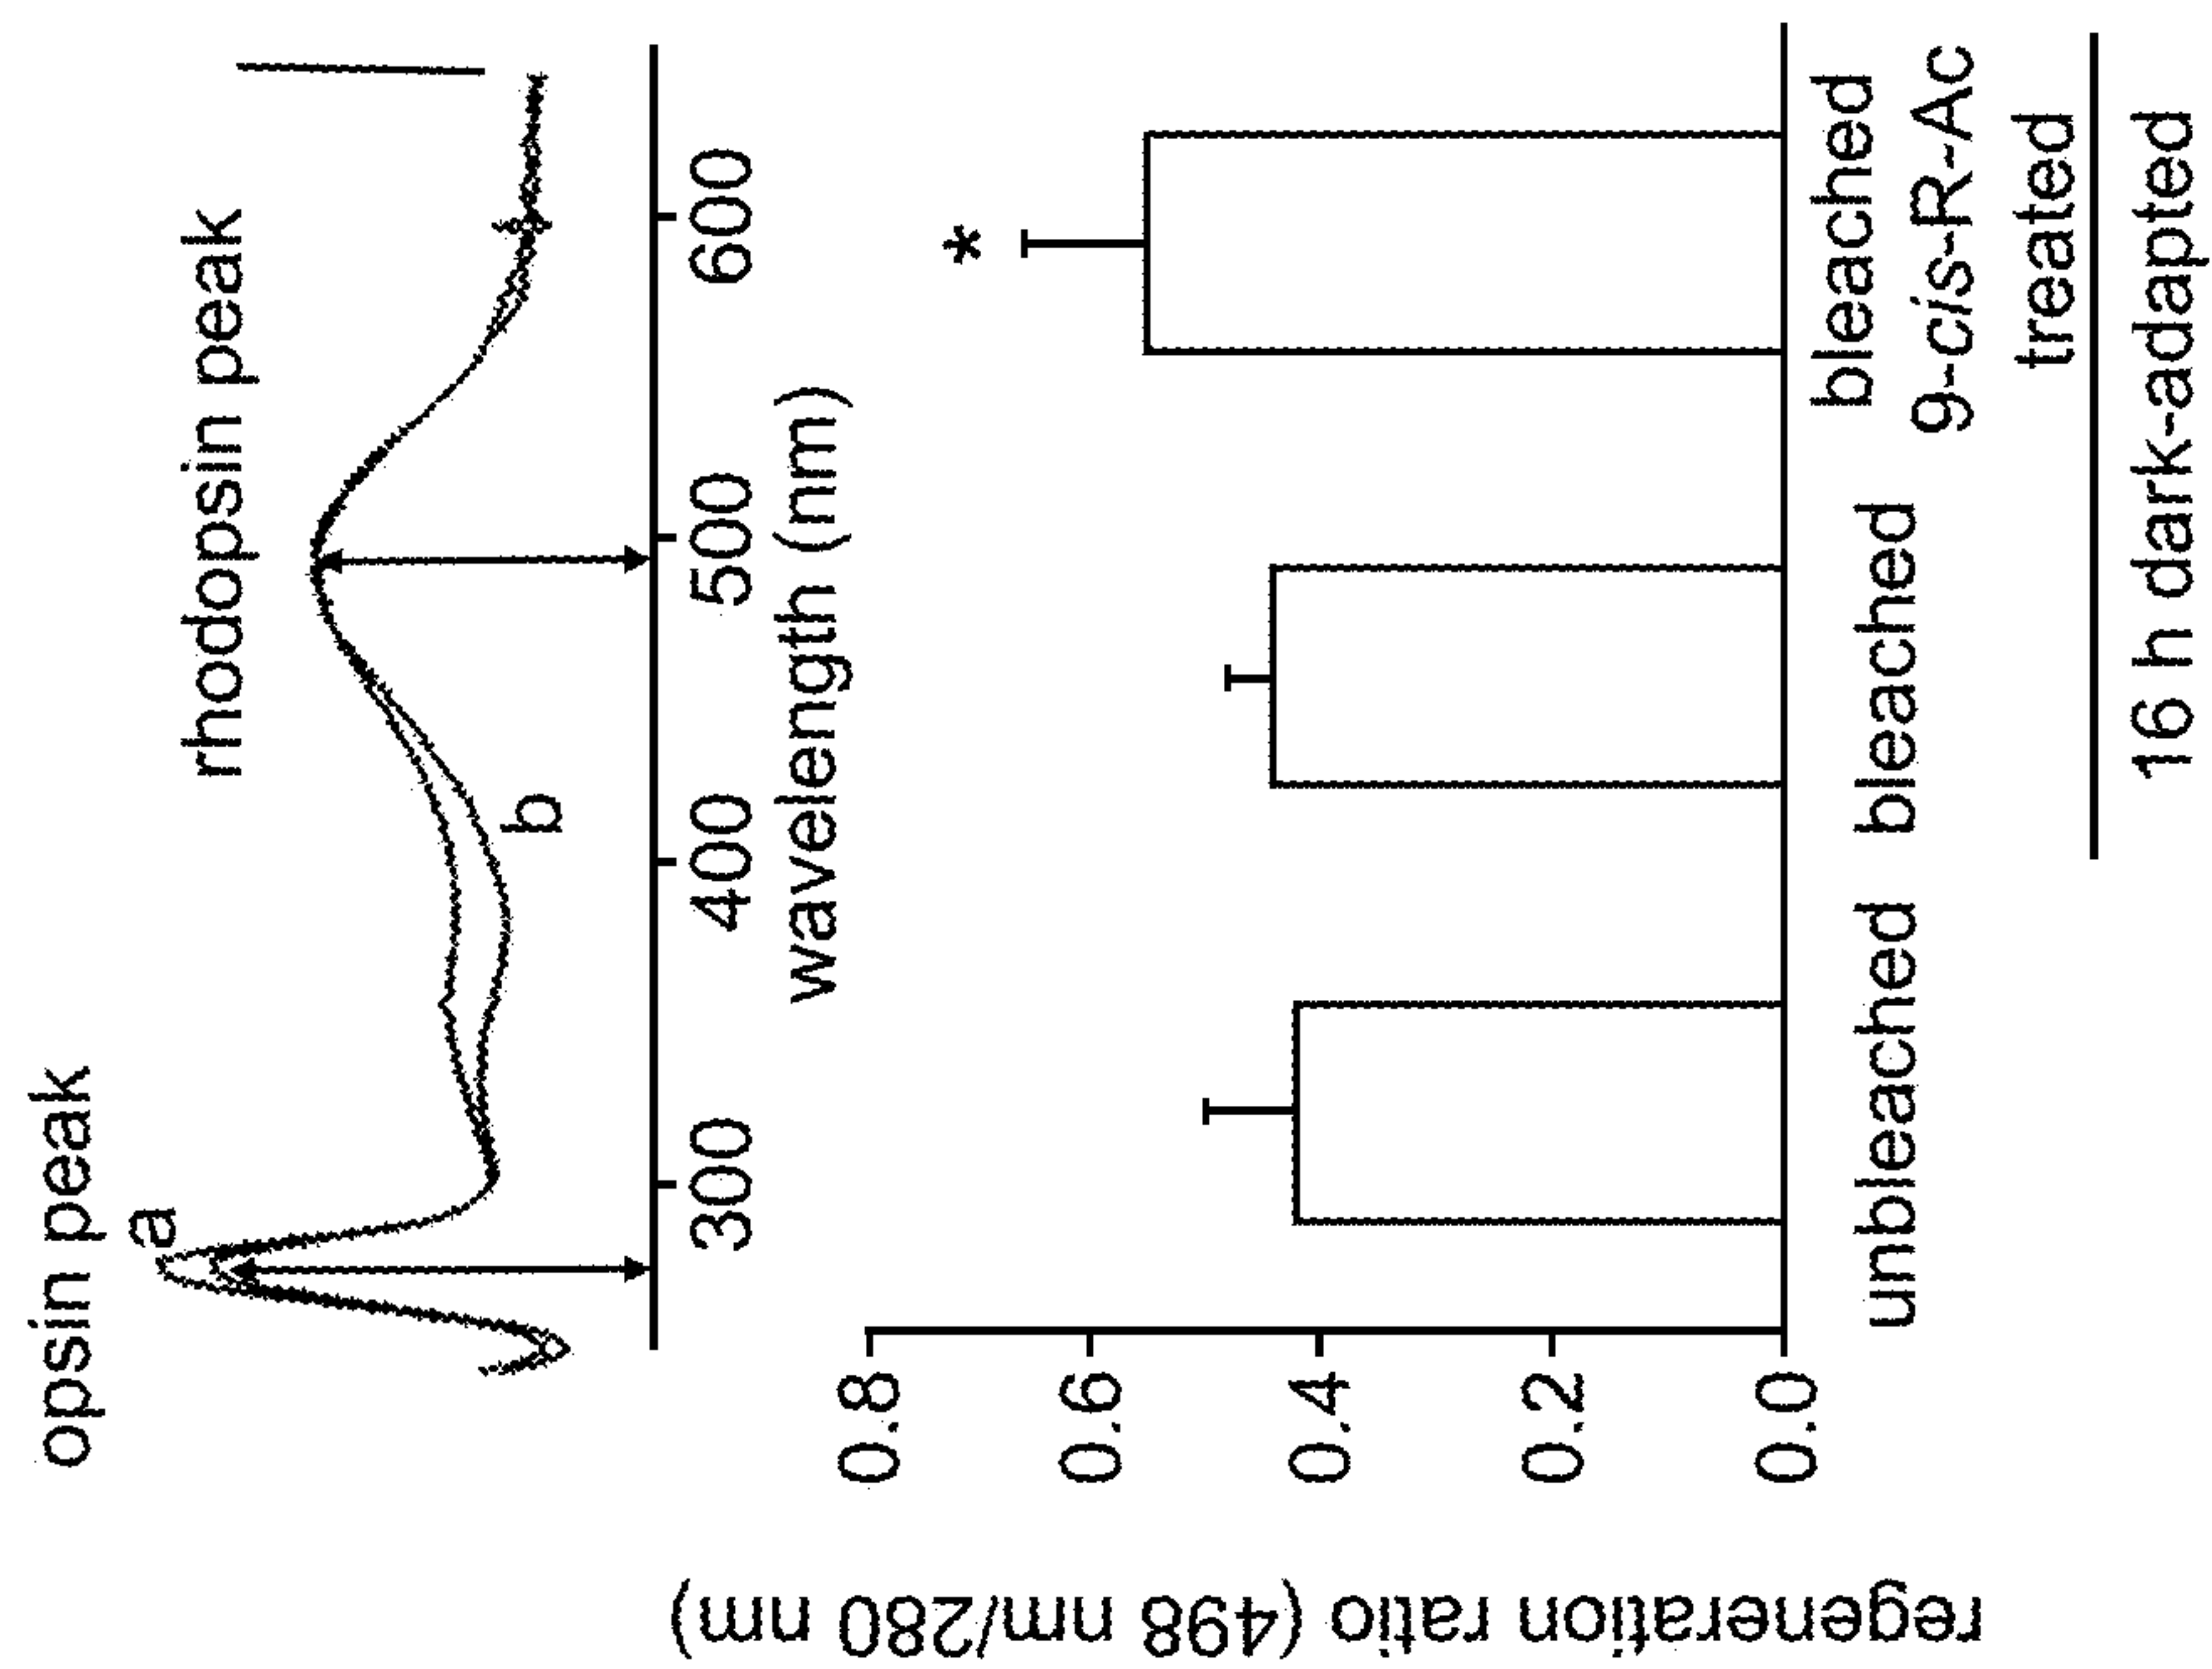 opsin peak
a
rhodopsin peak
b
300 400 500 600
wavelength (nm)
regeneration ratio (498 nm/280 nm)
0.8
0.6
0.4
0.2
0.0
*
unbleached
bleached
bleached
9-cis-R-Ac
treated
16 h dark-adapted